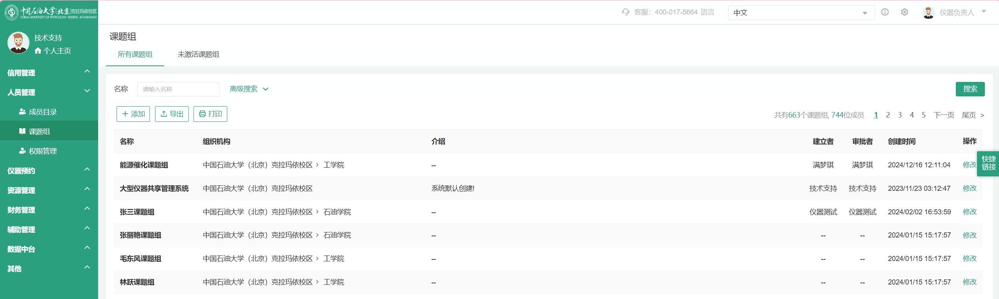 中国石油大学(北京)克拉玛依校区
CHINA UNIVERSITY OF PETROLEUM - BEIJING AT KARAMAY
客服：400-017-5664 语言
中文
仪器负责人
技术支持
个人主页
信用管理
人员管理
成员目录
课题组
权限管理
仪器预约
资源管理
财务管理
辅助管理
数据中台
其他
课题组
所有课题组 未激活课题组
名称 请输入名称 高级搜索 搜索
添加 导出 打印
共有663个课题组, 744位成员 1 2 3 4 5 下一页 尾页 >
名称 组织机构 介绍 建立者 审批者 创建时间 操作
能源催化课题组 中国石油大学（北京）克拉玛依校区 › 工学院 -- 满梦琪 满梦琪 2024/12/16 12:11:04 修改
大型仪器共享管理系统 中国石油大学（北京）克拉玛依校区 系统默认创建! 技术支持 技术支持 2023/11/23 03:12:47 修改
张三课题组 中国石油大学（北京）克拉玛依校区 › 石油学院 -- 仪器测试 仪器测试 2024/02/02 16:53:59 修改
张丽艳课题组 中国石油大学（北京）克拉玛依校区 › 石油学院 -- -- -- 2024/01/15 15:17:57 修改
毛东风课题组 中国石油大学（北京）克拉玛依校区 › 工学院 -- -- -- 2024/01/15 15:17:57 修改
林跃课题组 中国石油大学（北京）克拉玛依校区 › 工学院 -- -- -- 2024/01/15 15:17:57 修改
快捷
链接